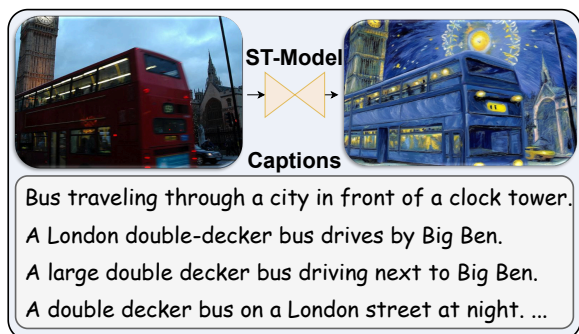 ST-Model
Captions
Bus traveling through a city in front of a clock tower.
A London double-decker bus drives by Big Ben.
A large double decker bus driving next to Big Ben.
A double decker bus on a London street at night. ...